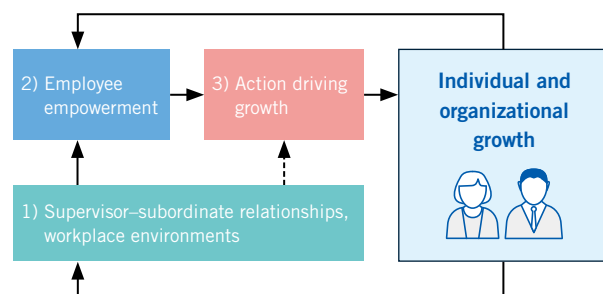 2) Employee
empowerment
3) Action driving
growth
Individual and
organizational
growth
1) Supervisor–subordinate relationships,
workplace environments